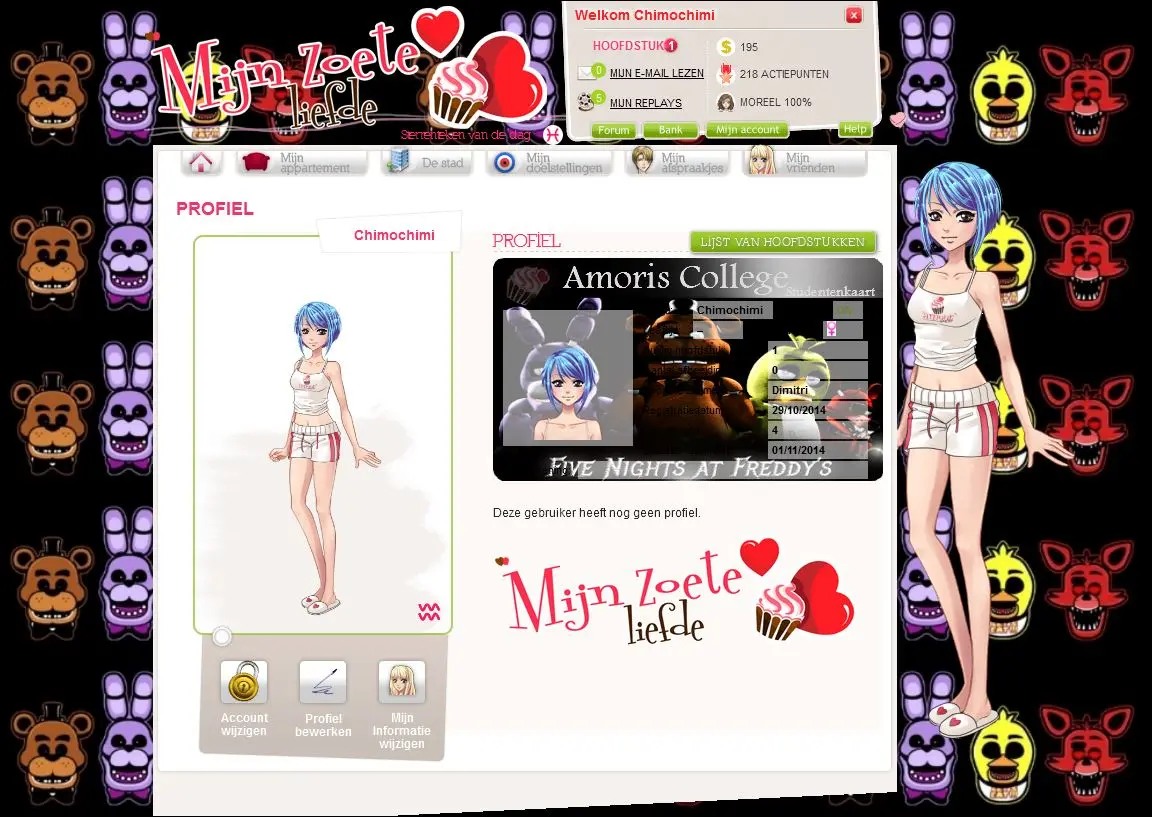 Mijn Zoete
liefde
Welkom Chimochimi
x
HOOFDSTUK 1
195
0
MIJN E-MAIL LEZEN
218 ACTIEPUNTEN
5
MIJN REPLAYS
MOREEL 100%
Sterrenteken van de dag
Forum
Bank
Mijn account
Help
Mijn
appartement
De stad
Mijn
doelstellingen
Mijn
afspraakjes
Mijn
vrienden
PROFIEL
Chimochimi
PROFIEL
LIJST VAN HOOFDSTUKKEN
Amoris College
Studentenkaart
Chimochimi
1
0
Dimitri
29/10/2014
4
01/11/2014
Five Nights at Freddy's
Deze gebruiker heeft nog geen profiel.
Mijn Zoete
liefde
Account
wijzigen
Profiel
bewerken
Mijn
Informatie
wijzigen